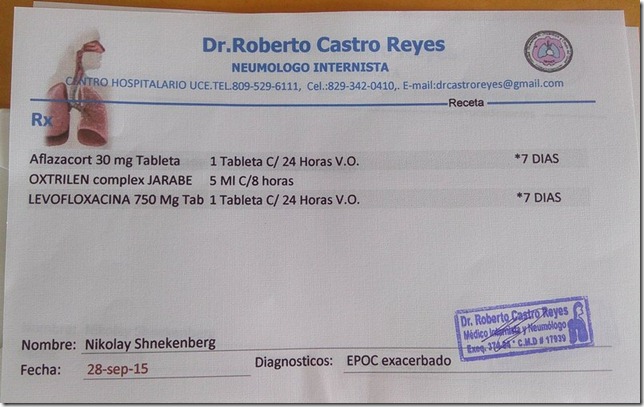 Dr.Roberto Castro Reyes
NEUMOLOGO INTERNISTA
CENTRO HOSPITALARIO UCE.TEL.809-529-6111, Cel.:829-342-0410,. E-mail:drcastroreyes@gmail.com
Receta
Rx
Aflazacort 30 mg Tableta 1 Tableta C/ 24 Horas V.O. *7 DIAS
OXTRILEN complex JARABE 5 Ml C/8 horas
LEVOFLOXACINA 750 Mg Tab 1 Tableta C/ 24 Horas V.O. *7 DIAS
Dr. Roberto Castro Reyes
Médico Internista y Neumólogo
Exeq. * C.M.D # 17939
Nombre: Nikolay Shnekenberg
Fecha: 28-sep-15 Diagnosticos: EPOC exacerbado